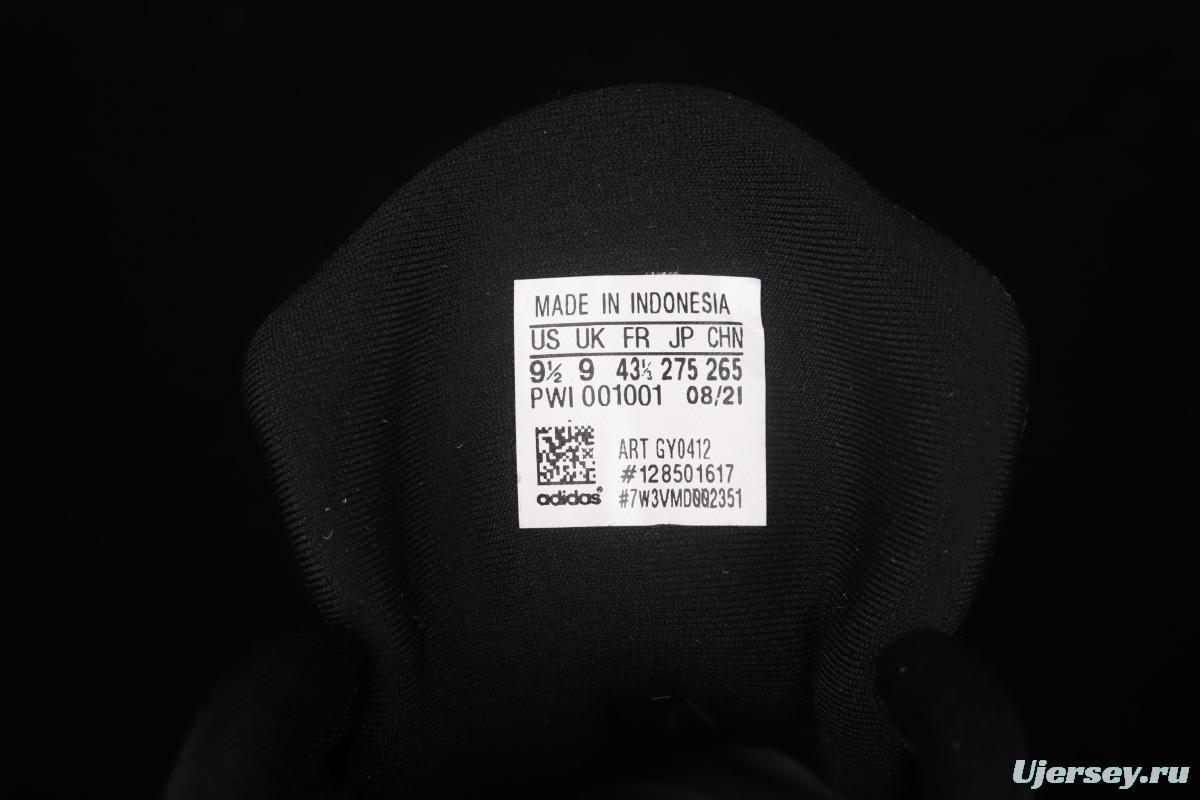 MADE IN INDONESIA
US UK FR JP CHN
9½ 9 43⅓ 275 265
PWI 001001 08/21
ART GY0412
#128501617
adidas® #7W3VMD002351
Ujersey.ru